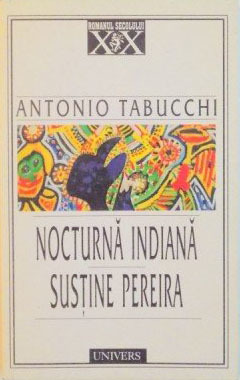 ROMANUL SECOLULUI
XX
ANTONIO TABUCCHI
NOCTURNĂ INDIANĂ
SUSȚINE PEREIRA
UNIVERS